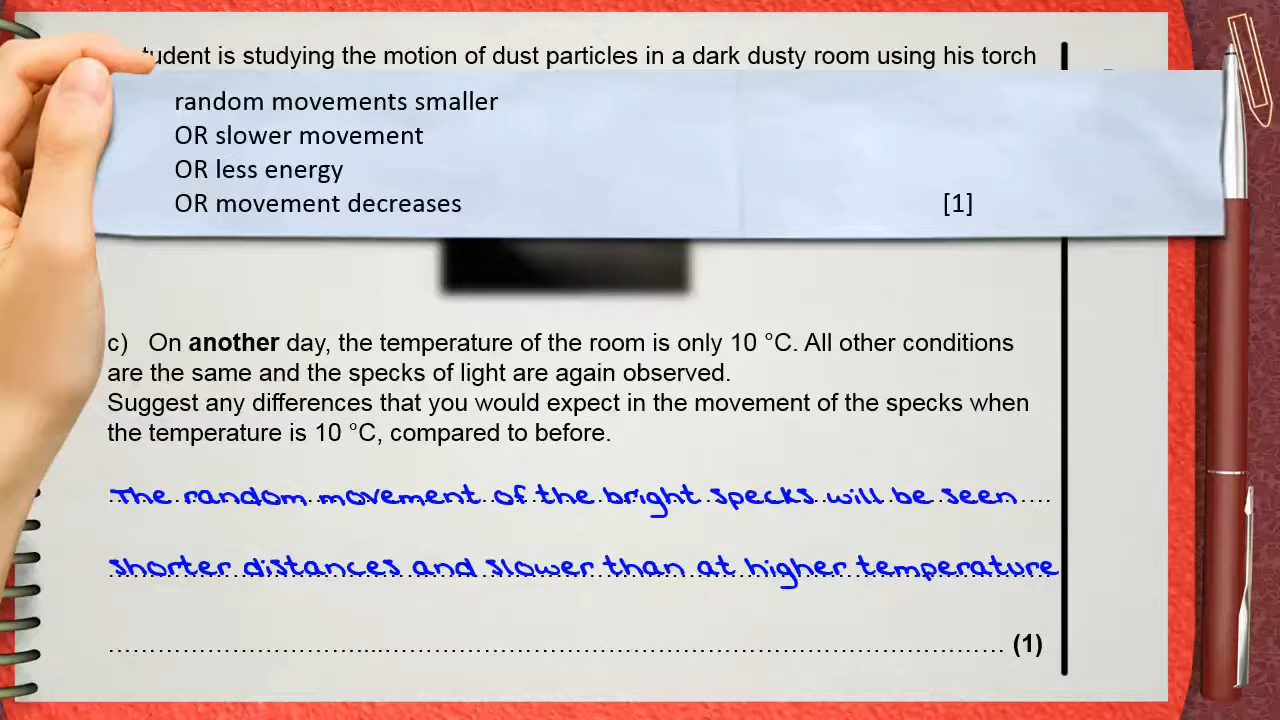 student is studying the motion of dust particles in a dark dusty room using his torch
random movements smaller
OR slower movement
OR less energy
OR movement decreases [1]
c) On another day, the temperature of the room is only 10 °C. All other conditions
are the same and the specks of light are again observed.
Suggest any differences that you would expect in the movement of the specks when
the temperature is 10 °C, compared to before.
The random movement of the bright specks will be seen
shorter distances and slower than at higher temperature
(1)